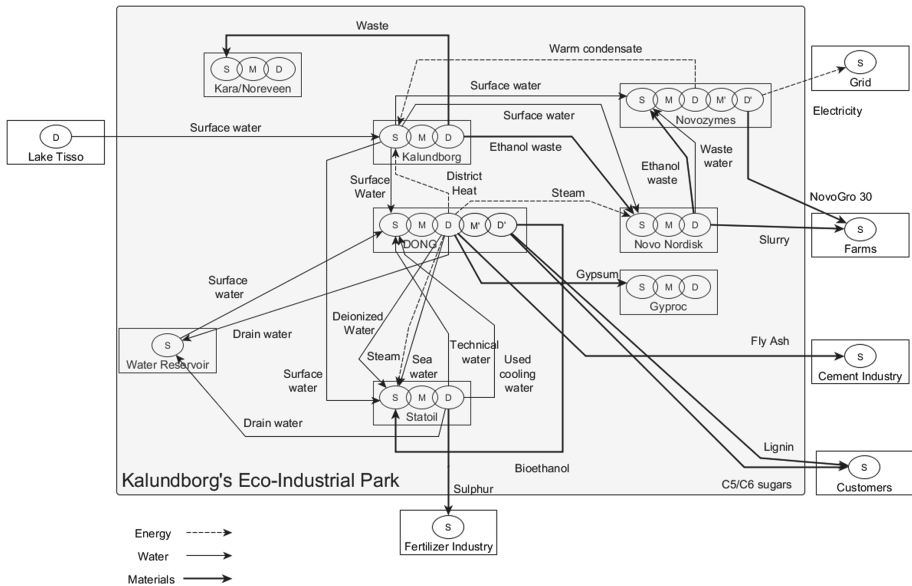 Waste
S M D
Kara/Noreveen
Warm condensate
S
Grid
Surface water
S M D M' D'
Novozymes
Electricity
Surface water
D
Lake Tisso
Surface water
S M D
Kalundborg
Ethanol waste
Waste
water
Ethanol
waste
Surface
Water
District
Heat
Steam
NovoGro 30
S M D M' D'
DONG
S M D
Novo Nordisk
Slurry
S
Farms
Gypsum
S M D
Gyproc
Surface
water
Deionized
Water
Drain water
S
Water Reservoir
Steam
Sea
water
Technical
water
Used
cooling
water
Fly Ash
S
Cement Industry
Surface
water
S M D
Statoil
Drain water
Lignin
Bioethanol
S
Customers
C5/C6 sugars
Kalundborg's Eco-Industrial Park
Sulphur
S
Fertilizer Industry
Energy
Water
Materials